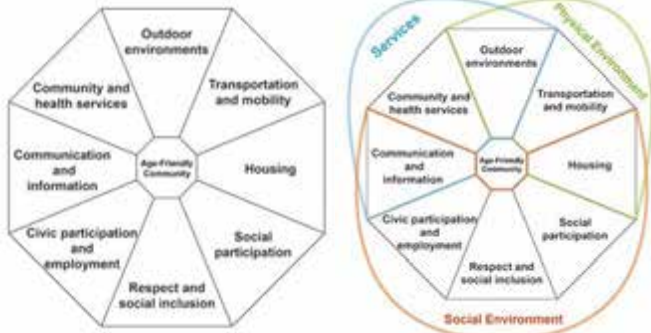 Outdoor
environments
Community and
health services
Transportation
and mobility
Communication
and
information
Age-Friendly
Community
Housing
Civic participation
and
employment
Social
participation
Respect and
social inclusion
Services
Physical Environment
Outdoor
environments
Community and
health services
Transportation
and mobility
Communication
and
information
Age-Friendly
Community
Housing
Civic participation
and
employment
Social
participation
Respect and
social inclusion
Social Environment